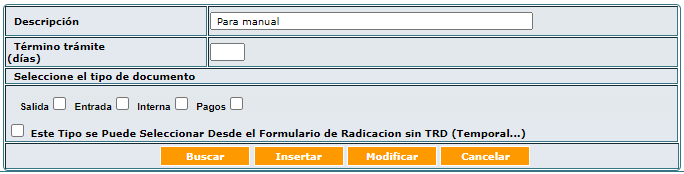 Descripción Para manual
Término trámite
(días)
Seleccione el tipo de documento
Salida Entrada Interna Pagos
Este Tipo se Puede Seleccionar Desde el Formulario de Radicacion sin TRD (Temporal...)
Buscar Insertar Modificar Cancelar